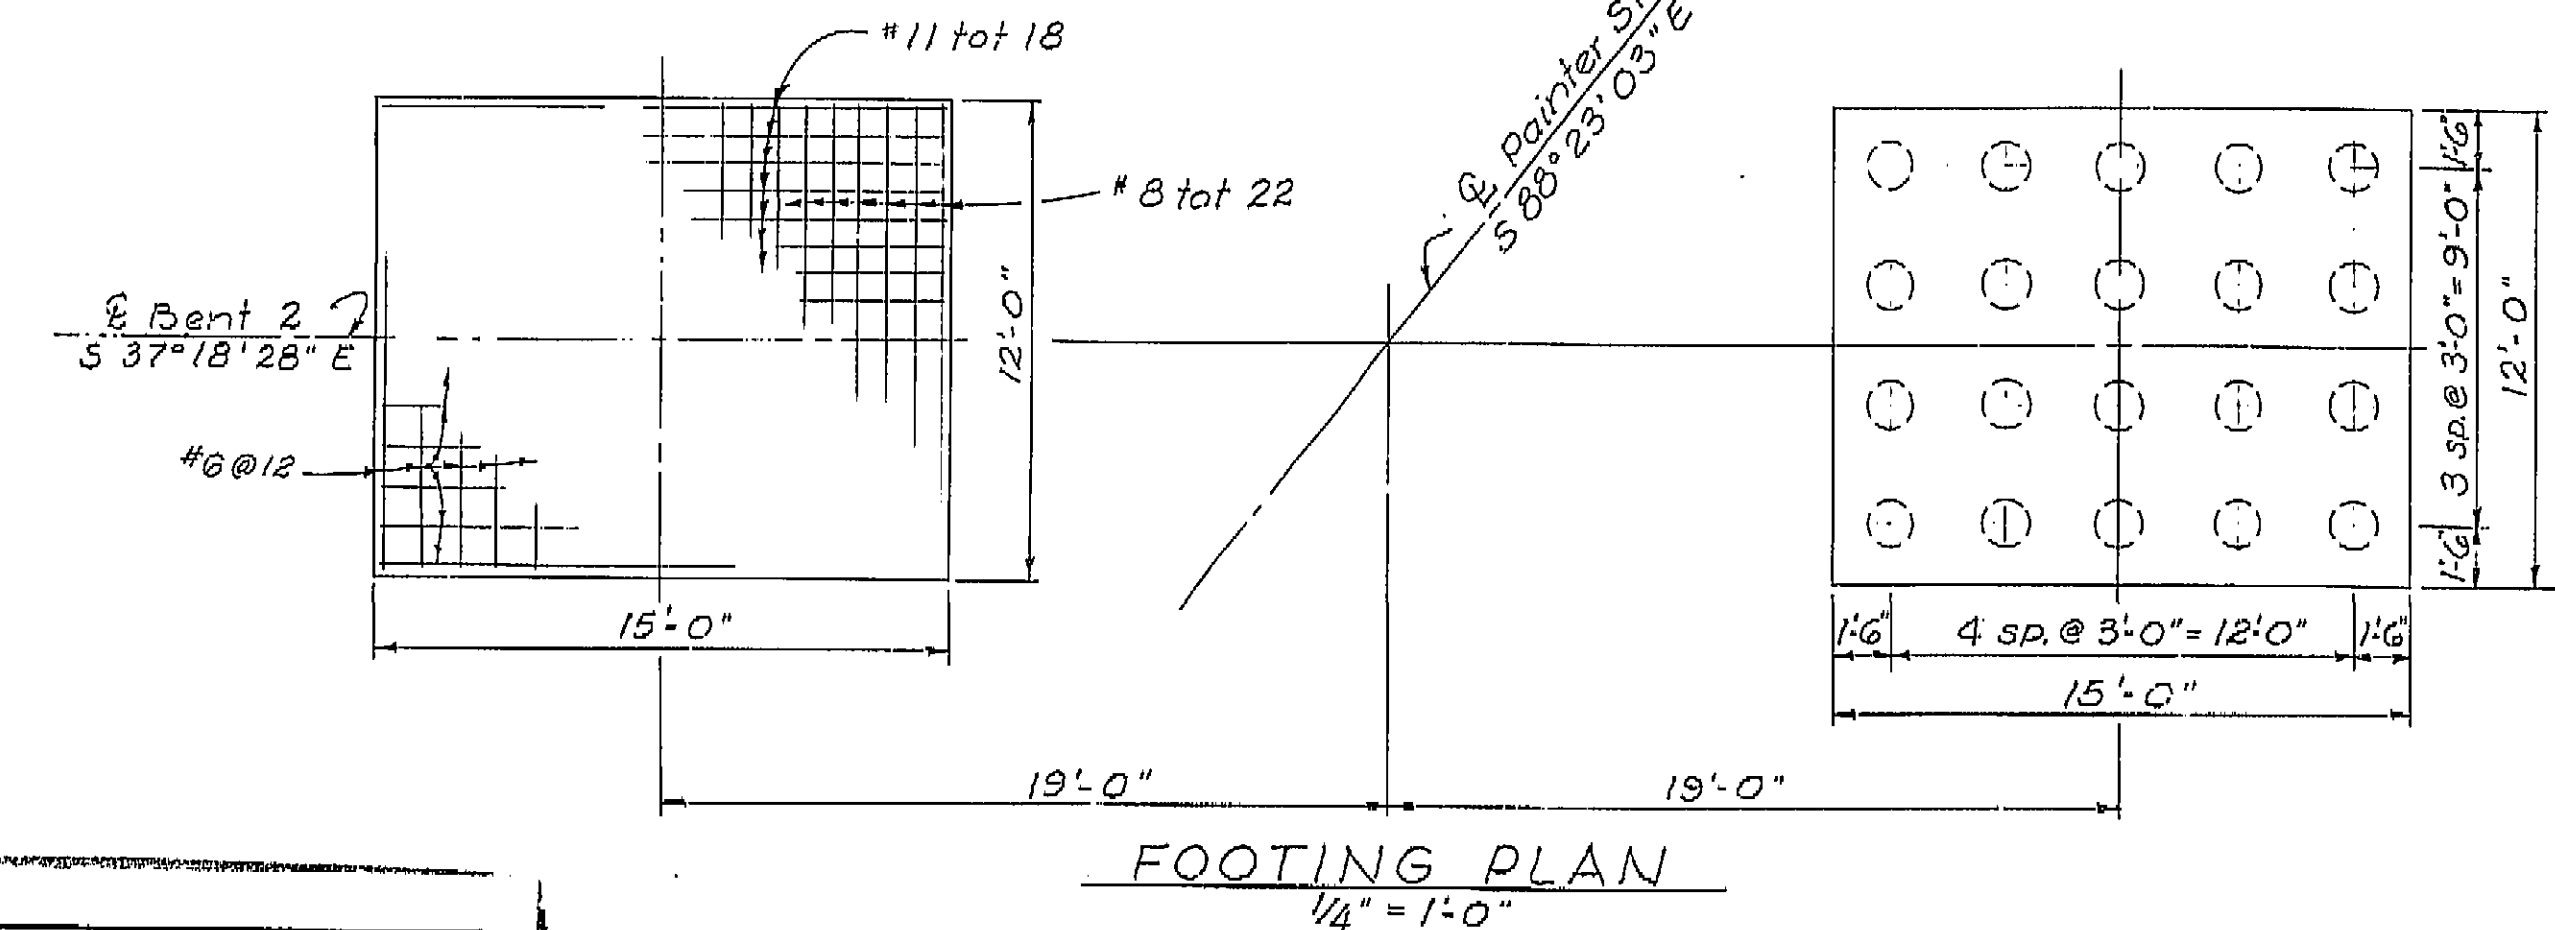 #11 tot 18
℄ Painter
S 88° 23' 03" E
#8 tot 22
℄ Bent 2
S 37° 18' 28" E
#6 @ 12
12'-0"
15'-0"
1'-6"
3 sp. @ 3'-0" = 9'-0"
1'-6"
12'-0"
1'-6"
4 sp. @ 3'-0" = 12'-0"
1'-6"
15'-0"
19'-0"
19'-0"
FOOTING PLAN
1/4" = 1'-0"